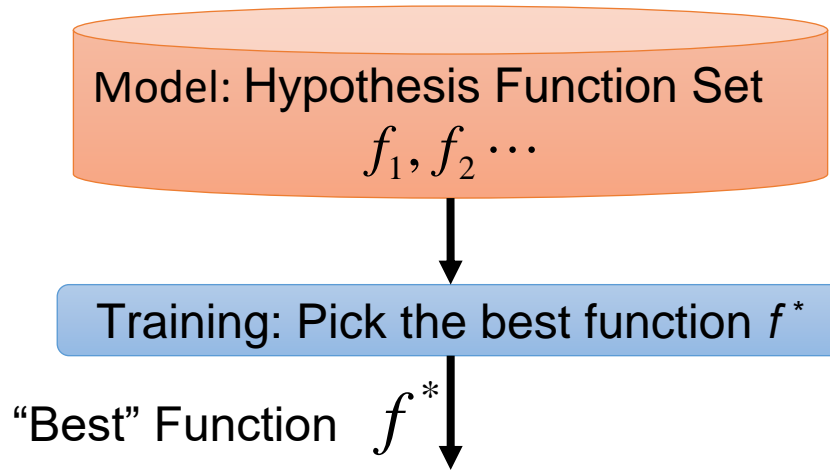 Model: Hypothesis Function Set
f₁, f₂ ⋯
Training: Pick the best function f *
“Best” Function f *